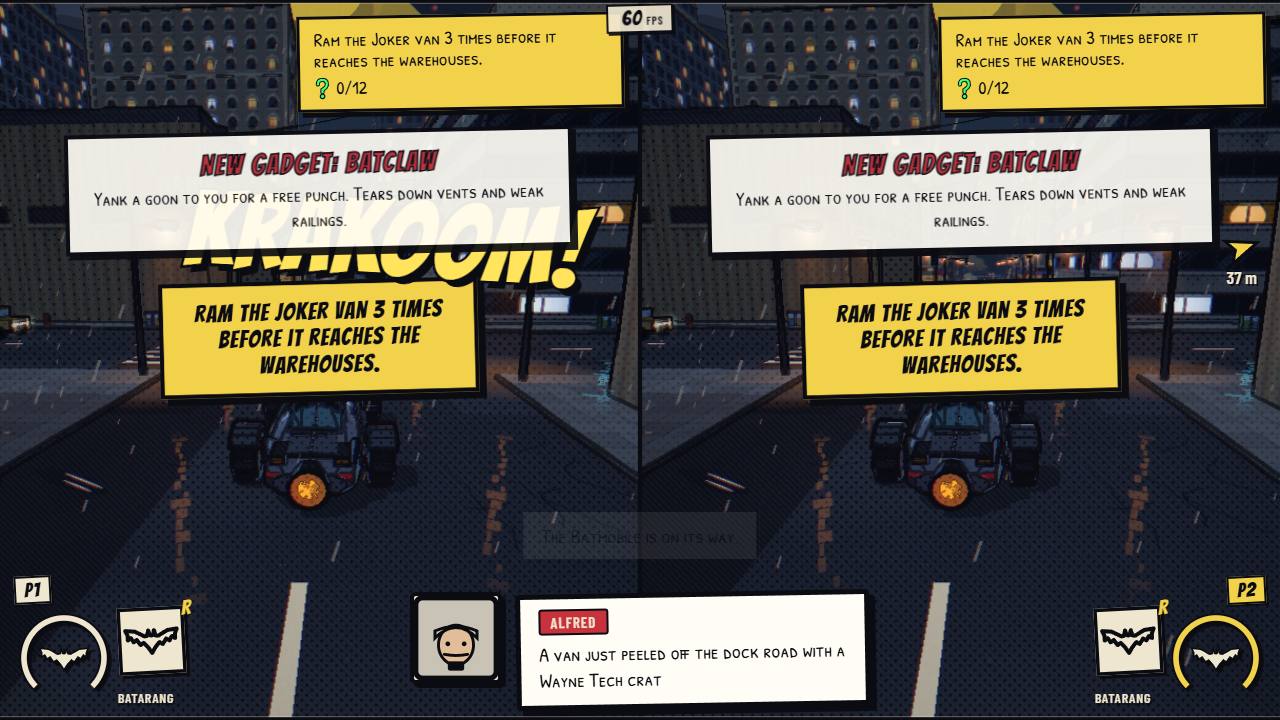 60 FPS
Ram the Joker van 3 times before it
reaches the warehouses.
? 0/12
Ram the Joker van 3 times before it
reaches the warehouses.
? 0/12
NEW GADGET: BATCLAW
Yank a goon to you for a free punch. Tears down vents and weak
railings.
NEW GADGET: BATCLAW
Yank a goon to you for a free punch. Tears down vents and weak
railings.
KRAKOOM!
37 m
RAM THE JOKER VAN 3 TIMES
BEFORE IT REACHES THE
WAREHOUSES.
RAM THE JOKER VAN 3 TIMES
BEFORE IT REACHES THE
WAREHOUSES.
The Batmobile is on its way
P1
R
BATARANG
ALFRED
A van just peeled off the dock road with a
Wayne Tech crat
P2
R
BATARANG